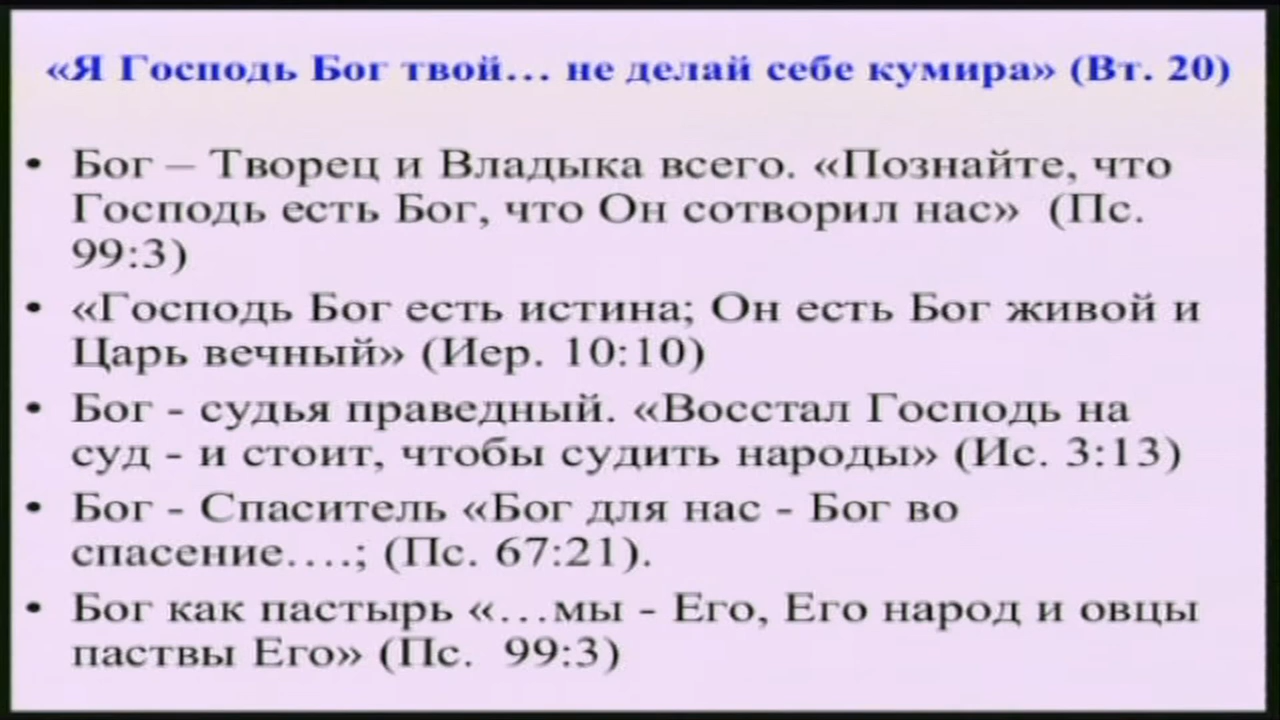 «Я Господь Бог твой... не делай себе кумира» (Вт. 20)
• Бог – Творец и Владыка всего. «Познайте, что
Господь есть Бог, что Он сотворил нас»  (Пс.
99:3)
• «Господь Бог есть истина; Он есть Бог живой и
Царь вечный» (Иер. 10:10)
• Бог - судья праведный. «Восстал Господь на
суд - и стоит, чтобы судить народы» (Ис. 3:13)
• Бог - Спаситель «Бог для нас - Бог во
спасение….; (Пс. 67:21).
• Бог как пастырь «…мы - Его, Его народ и овцы
паствы Его» (Пс.  99:3)